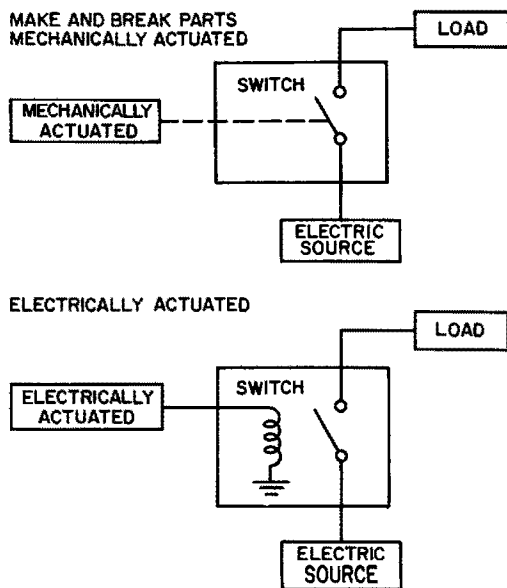 MAKE AND BREAK PARTS
MECHANICALLY ACTUATED
LOAD
SWITCH
MECHANICALLY
ACTUATED
ELECTRIC
SOURCE
ELECTRICALLY ACTUATED
LOAD
SWITCH
ELECTRICALLY
ACTUATED
ELECTRIC
SOURCE